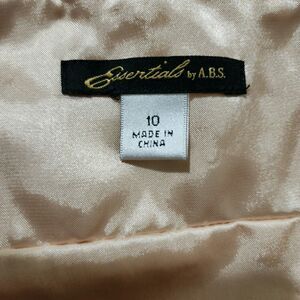 Essentials by A.B.S.
10
MADE IN
CHINA